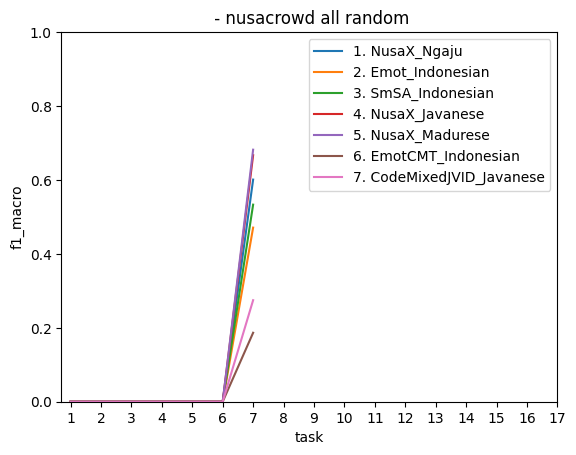 - nusacrowd all random
1. NusaX_Ngaju
2. Emot_Indonesian
3. SmSA_Indonesian
4. NusaX_Javanese
5. NusaX_Madurese
6. EmotCMT_Indonesian
7. CodeMixedJVID_Javanese
f1_macro
1.0
0.8
0.6
0.4
0.2
0.0
1 2 3 4 5 6 7 8 9 10 11 12 13 14 15 16 17
task